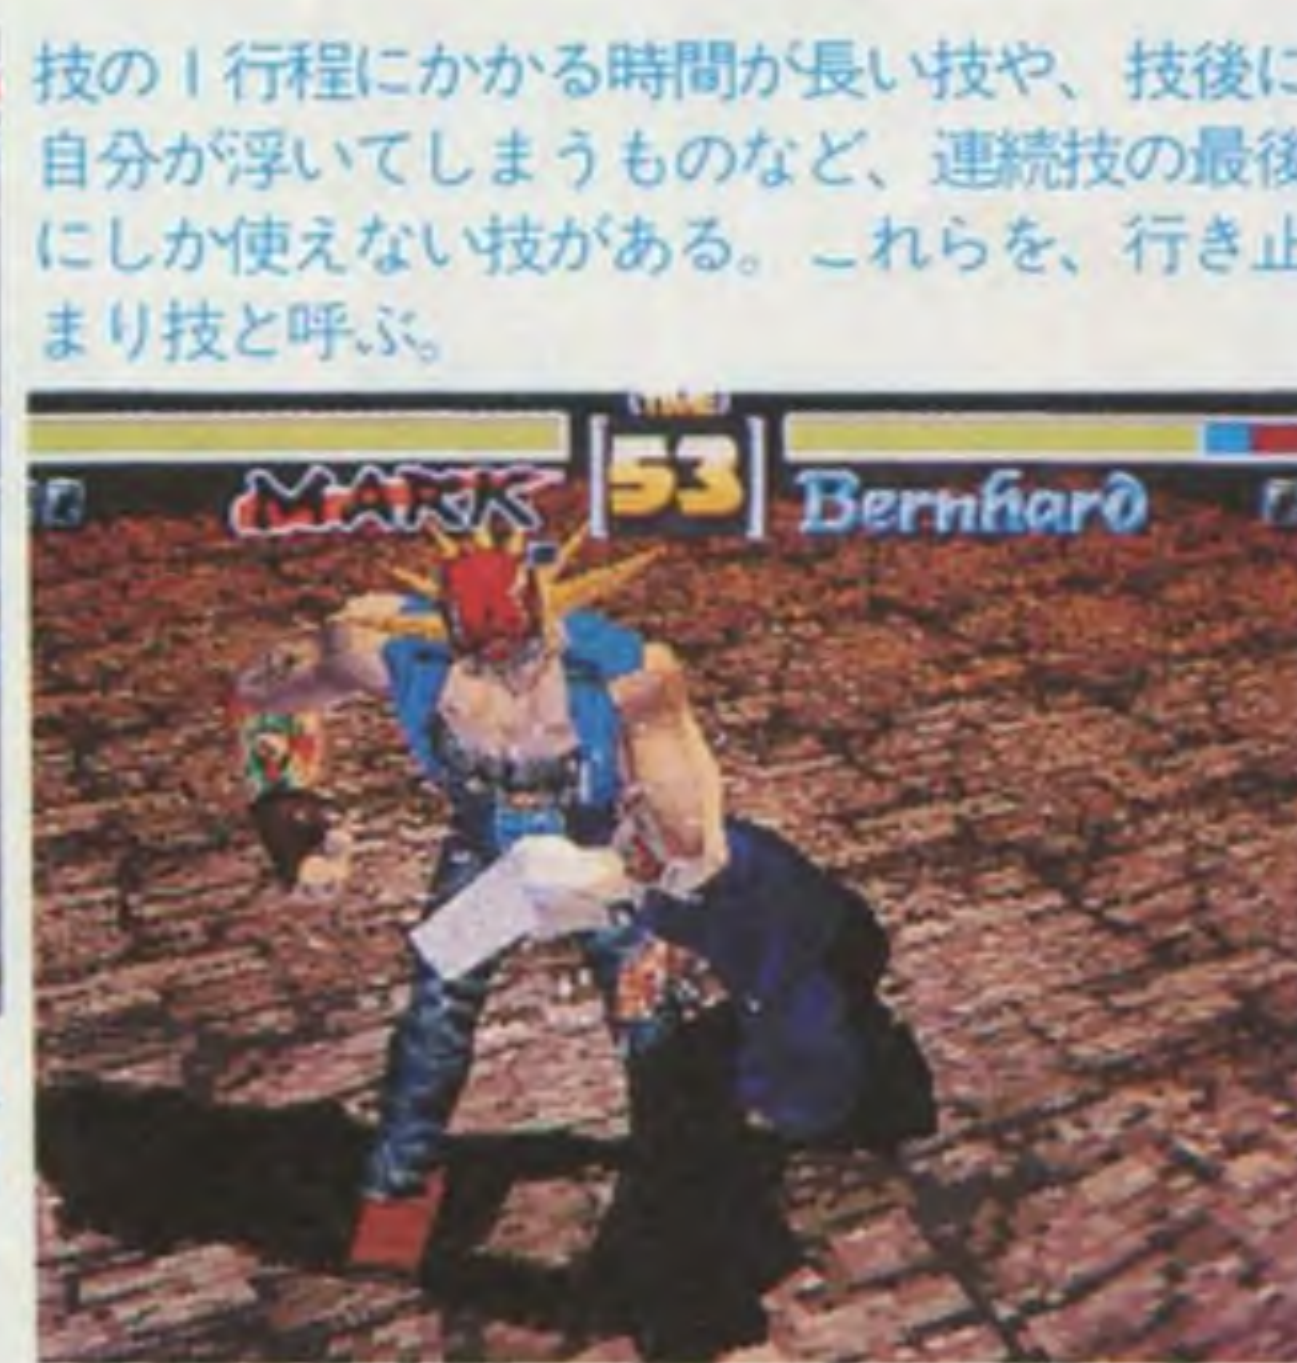 技の1行程にかかる時間が長い技や、技後に
自分が浮いてしまうものなど、連続技の最後
にしか使えない技がある。これらを、行き止
まり技と呼ぶ。
TIME
53
MARK
Bernhard